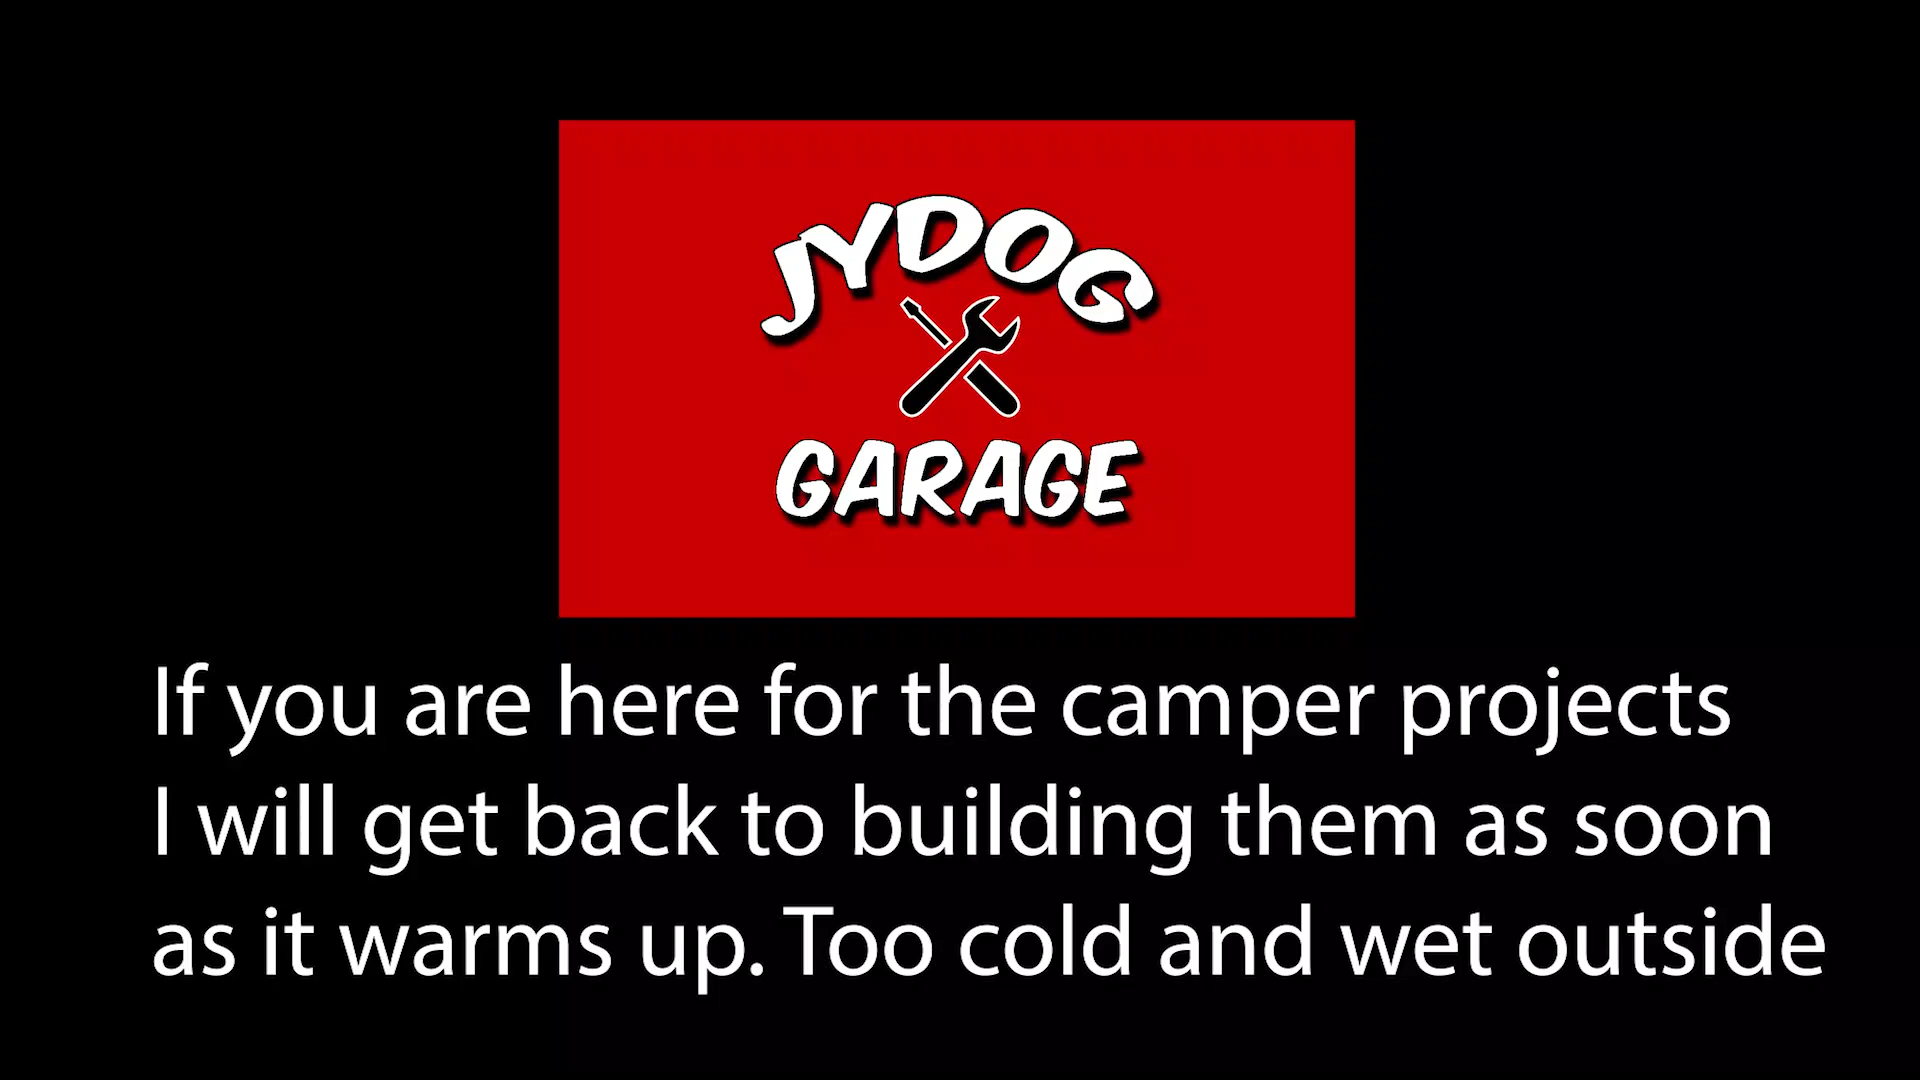 JYDOG
GARAGE
If you are here for the camper projects
I will get back to building them as soon
as it warms up. Too cold and wet outside